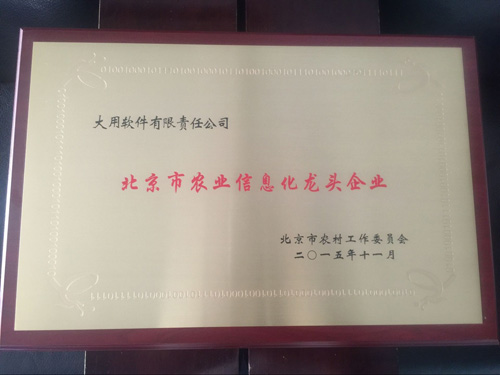 大用软件有限责任公司
北京市农业信息化龙头企业
北京市农村工作委员会
二〇一五年十一月